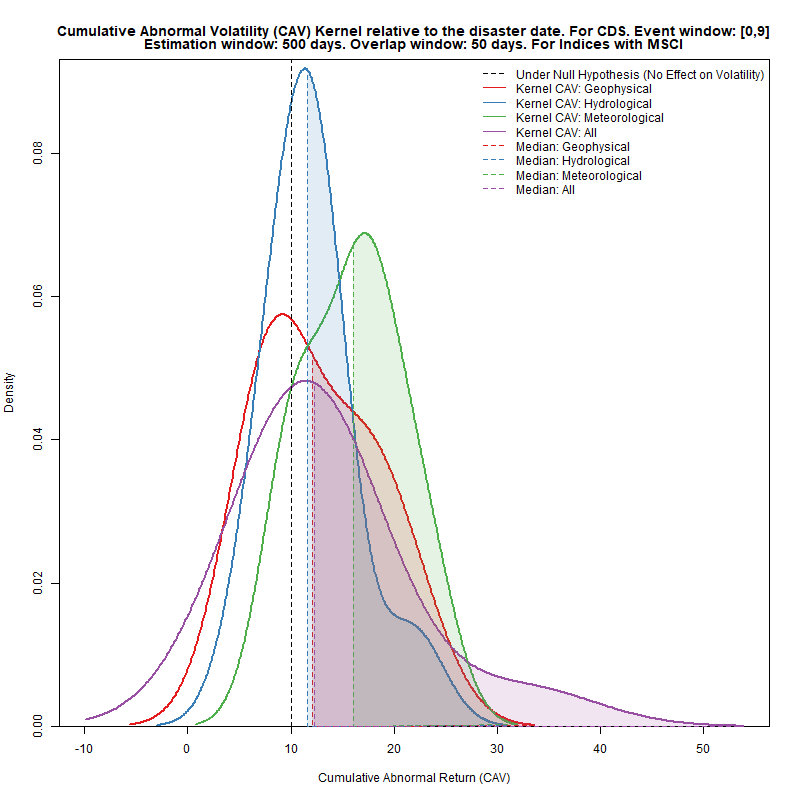 Cumulative Abnormal Volatility (CAV) Kernel relative to the disaster date. For CDS. Event window: [0,9]
Estimation window: 500 days. Overlap window: 50 days. For Indices with MSCI
Under Null Hypothesis (No Effect on Volatility)
Kernel CAV: Geophysical
Kernel CAV: Hydrological
Kernel CAV: Meteorological
Kernel CAV: All
Median: Geophysical
Median: Hydrological
Median: Meteorological
Median: All
Density
0.08
0.06
0.04
0.02
0.00
-10 0 10 20 30 40 50
Cumulative Abnormal Return (CAV)